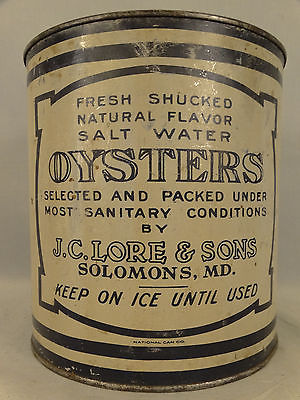 FRESH SHUCKED
NATURAL FLAVOR
SALT WATER
OYSTERS
SELECTED AND PACKED UNDER
MOST SANITARY CONDITIONS
BY
J.C. LORE & SONS
SOLOMONS, MD.
KEEP ON ICE UNTIL USED
NATIONAL CAN CO.